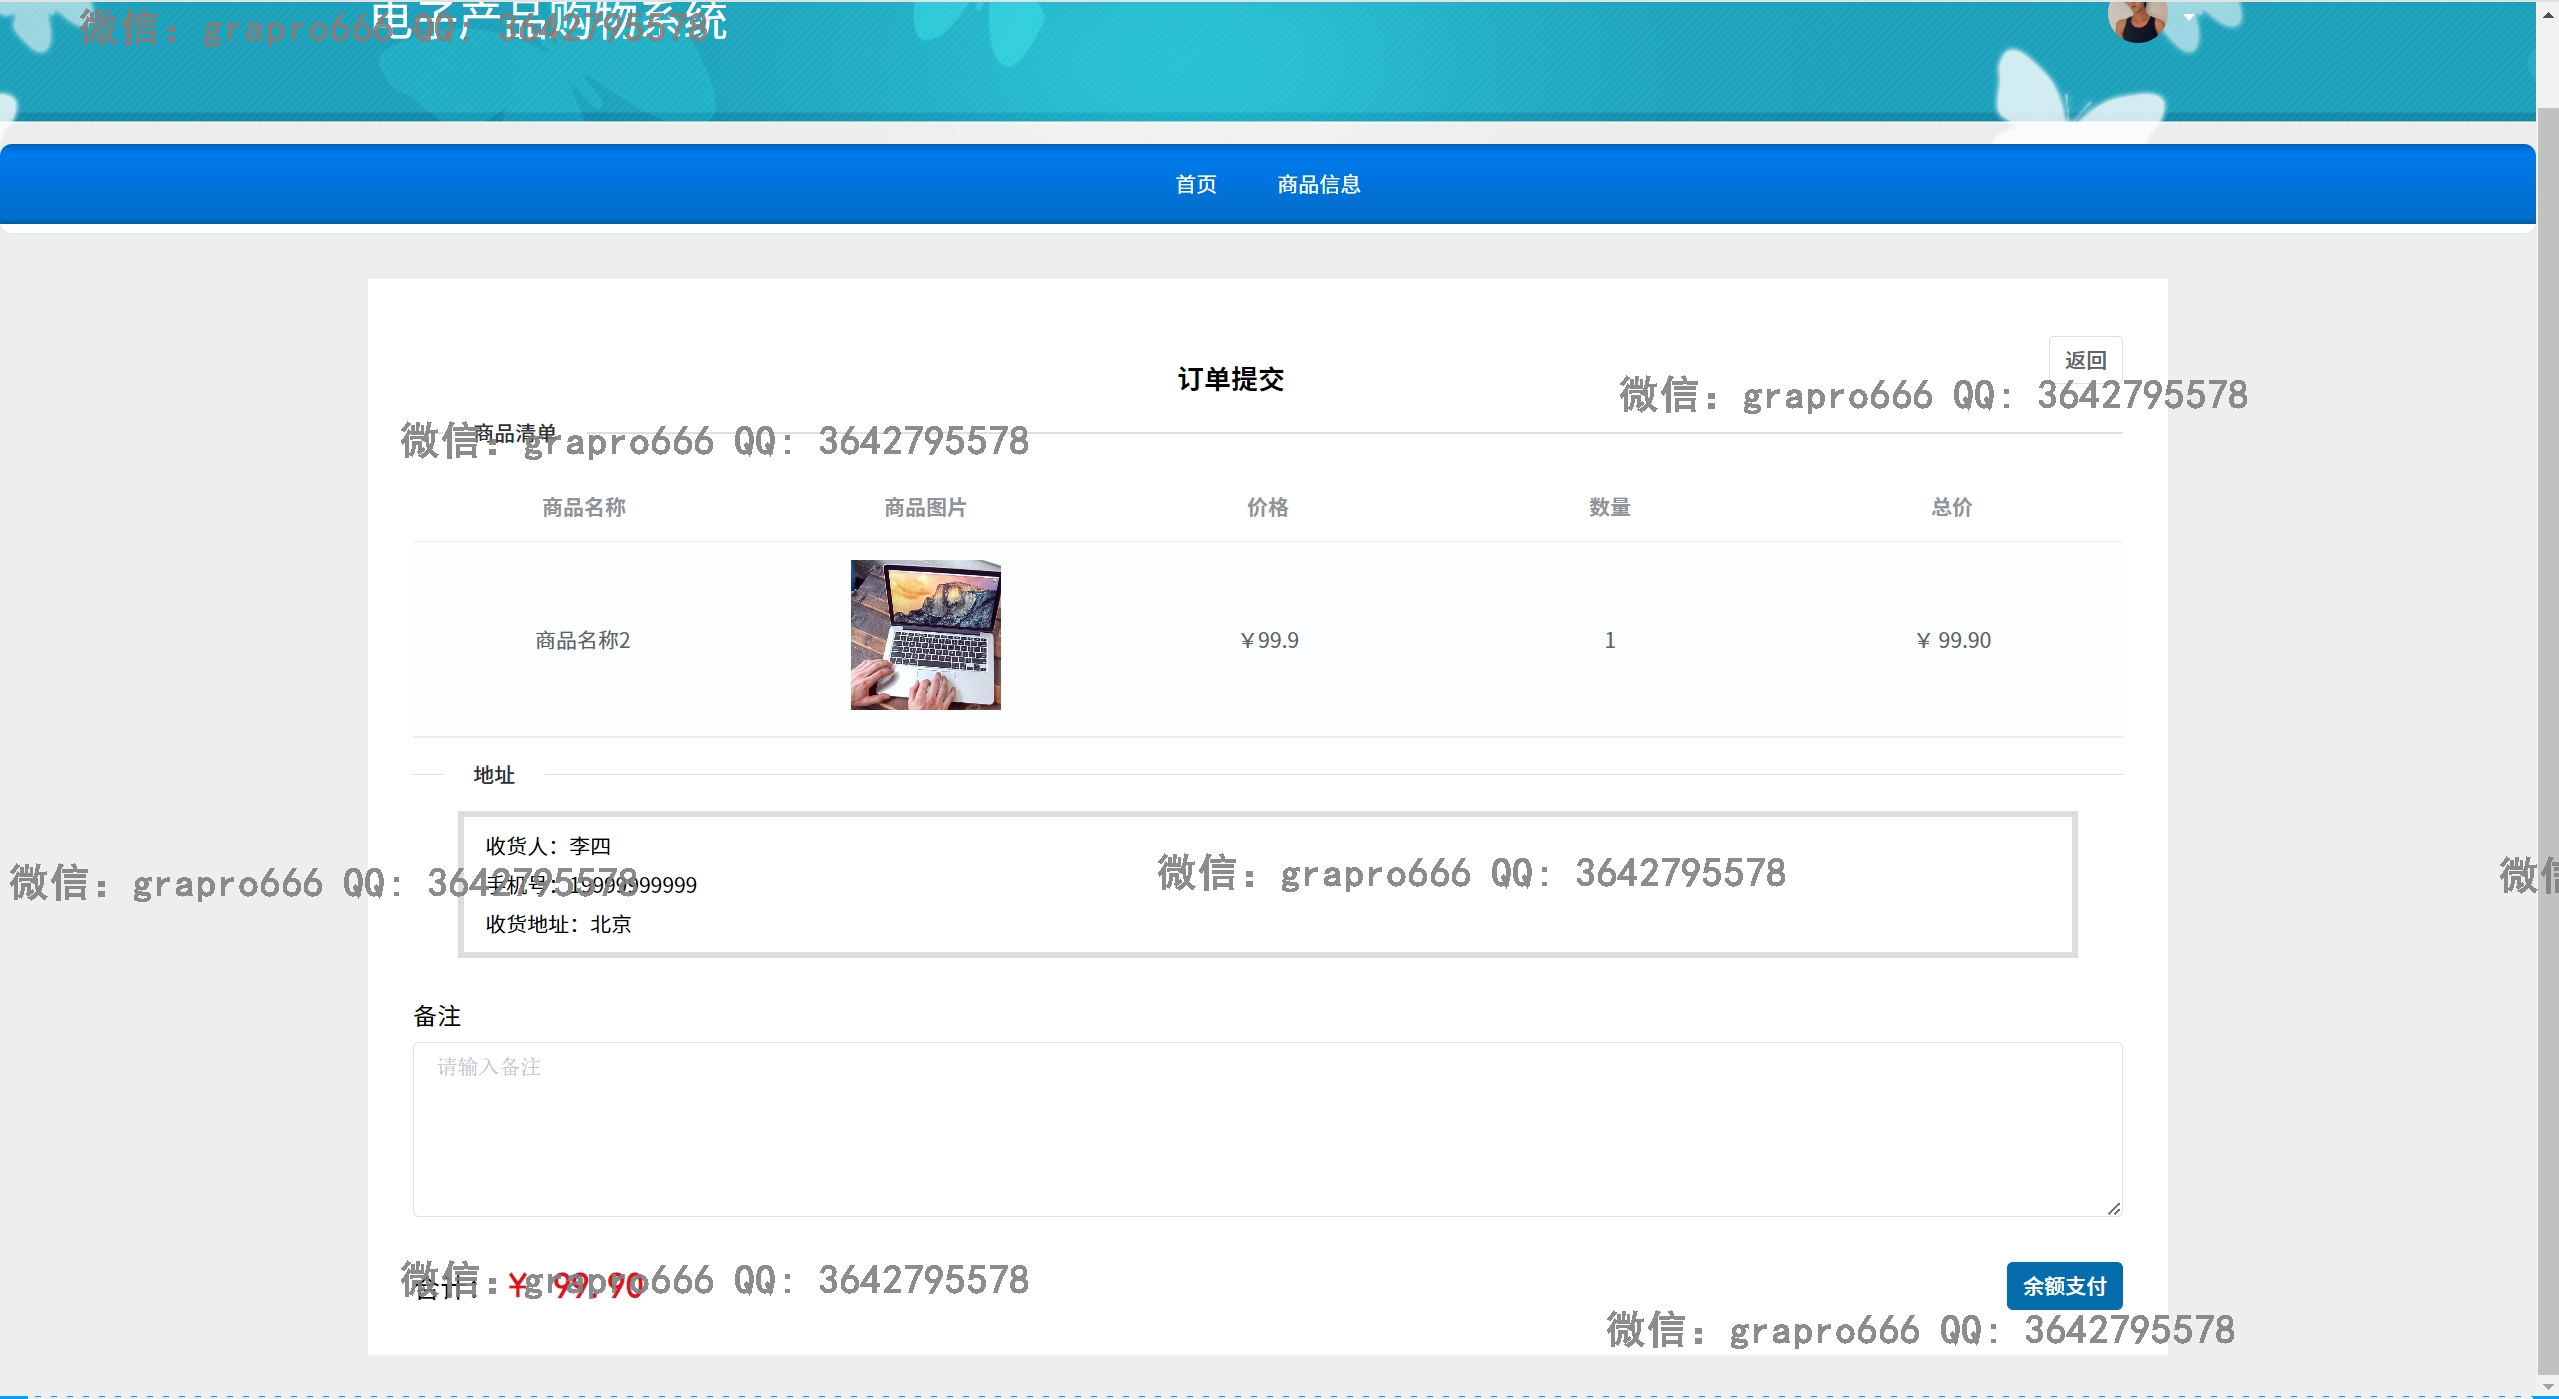 电子产品购物系统
微信: grapro666 QQ: 3642795578
首页 商品信息
返回
订单提交
微信: grapro666 QQ: 3642795578
商品清单
微信: grapro666 QQ: 3642795578
商品名称 商品图片 价格 数量 总价
商品名称2 ￥99.9 1 ￥ 99.90
地址
收货人：李四
微信: grapro666 QQ: 3642795578
微信: grapro666 QQ: 3642795578
微信
手机号：19999999999
收货地址：北京
备注
请输入备注
合计：￥ 99.90
微信: grapro666 QQ: 3642795578
余额支付
微信: grapro666 QQ: 3642795578